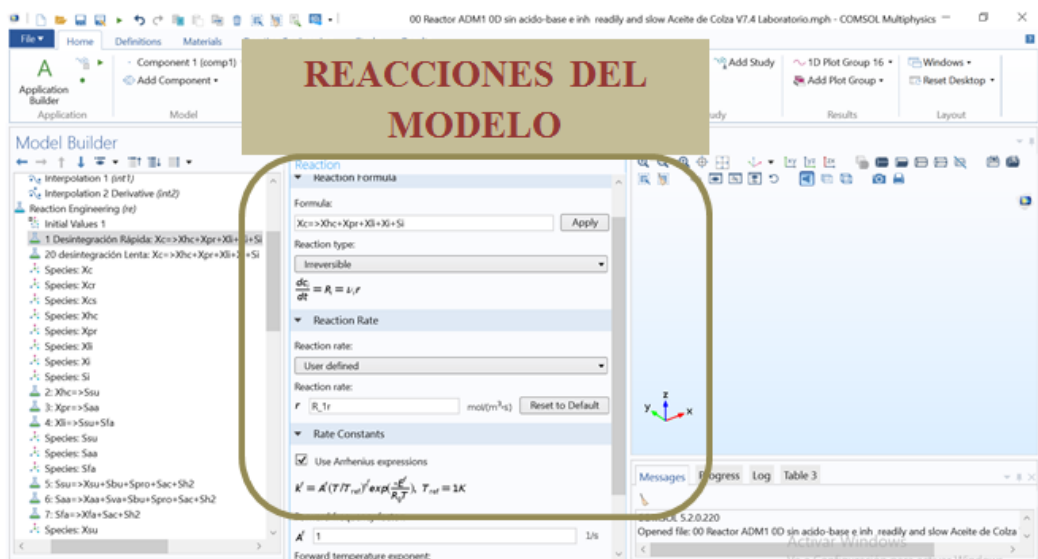 00 Reactor ADM1 0D sin acido-base e inh readily and slow Aceite de Colza V7.4 Laboratorio.mph - COMSOL Multiphysics
File Home Definitions Materials
REACCIONES DEL
MODELO
Component 1 (comp1)
Add Component
Application
Builder
Application
Model
Add Study
1D Plot Group 16
Add Plot Group
Results
Windows
Reset Desktop
Layout
Model Builder
Interpolation 1 (int1)
Interpolation 2 Derivative (int2)
Reaction Engineering (re)
Initial Values 1
1 Desintegración Rápida: Xc=>Xhc+Xpr+Xli+Xi+Si
20 desintegración Lenta: Xc=>Xhc+Xpr+Xli+Xi+Si
Species: Xc
Species: Xcr
Species: Xcs
Species: Xhc
Species: Xpr
Species: Xli
Species: Xi
Species: Si
2: Xhc=>Ssu
3: Xpr=>Saa
4: Xli=>Ssu+Sfa
Species: Ssu
Species: Saa
Species: Sfa
5: Ssu=>Xsu+Sbu+Spro+Sac+Sh2
6: Saa=>Xaa+Sva+Sbu+Spro+Sac+Sh2
7: Sfa=>Xfa+Sac+Sh2
Species: Xsu
Reaction
Reaction Formula
Formula:
Xc=>Xhc+Xpr+Xli+Xi+Si Apply
Reaction type:
Irreversible
dcᵢ/dt = Rᵢ = νᵢr
Reaction Rate
Reaction rate:
User defined
Reaction rate:
r R_1r mol/(m³·s) Reset to Default
Rate Constants
Use Arrhenius expressions
Tref = 1K
Aᶠ 1 1/s
Forward temperature exponent:
z
y x
Messages Progress Log Table 3
COMSOL 5.2.0.220
Opened file: 00 Reactor ADM1 0D sin acido-base e inh readily and slow Aceite de Colza
Activar Windows